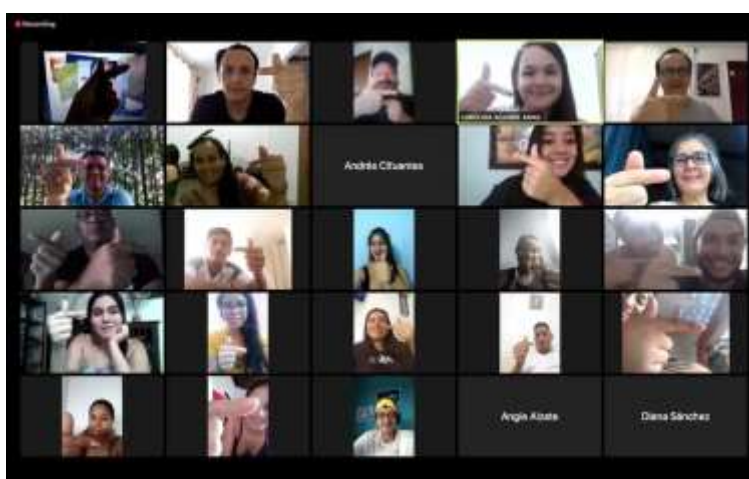 Recording
Andrés Cifuentes
Angie Alzate
Diana Sánchez